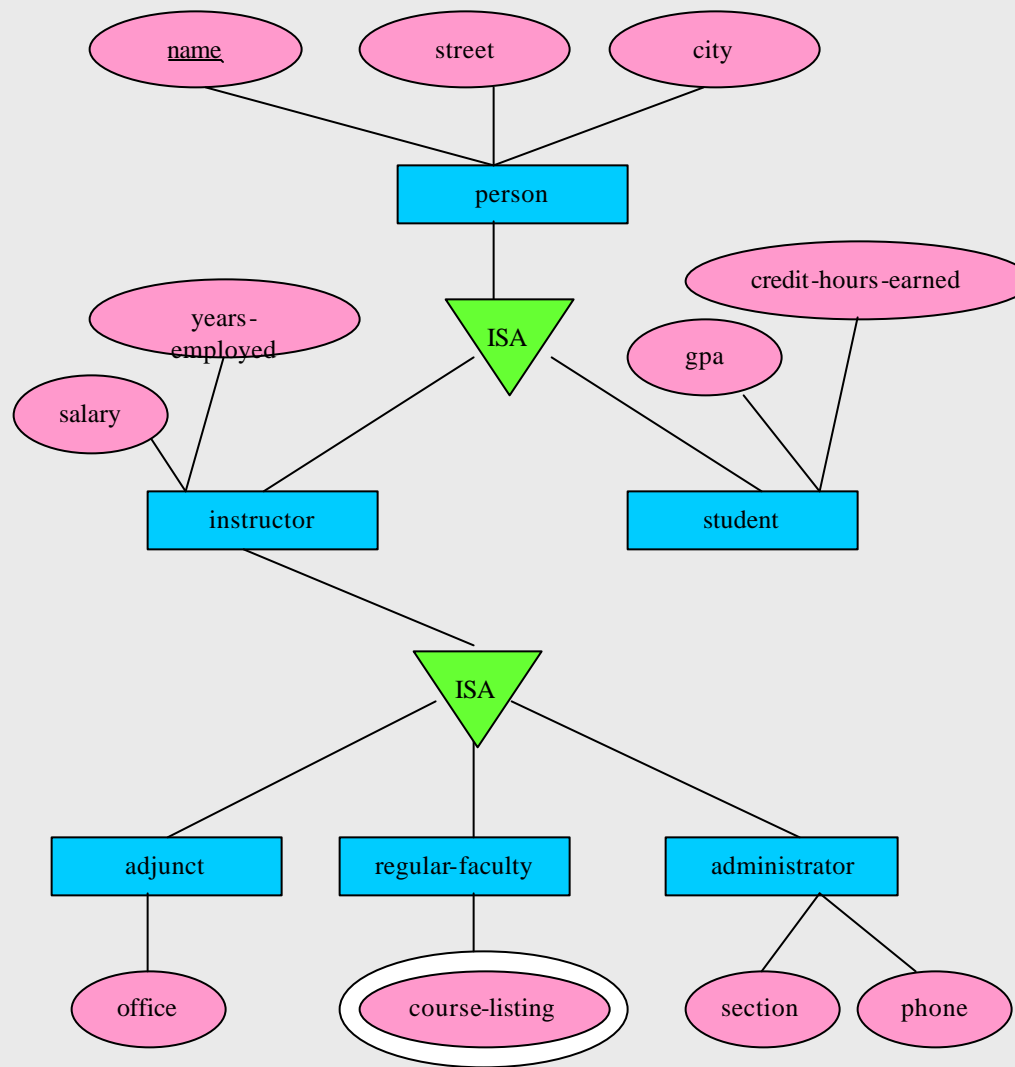 name
street
city
person
credit-hours-earned
years-
employed
ISA
gpa
salary
instructor
student
ISA
adjunct
regular-faculty
administrator
office
course-listing
section
phone